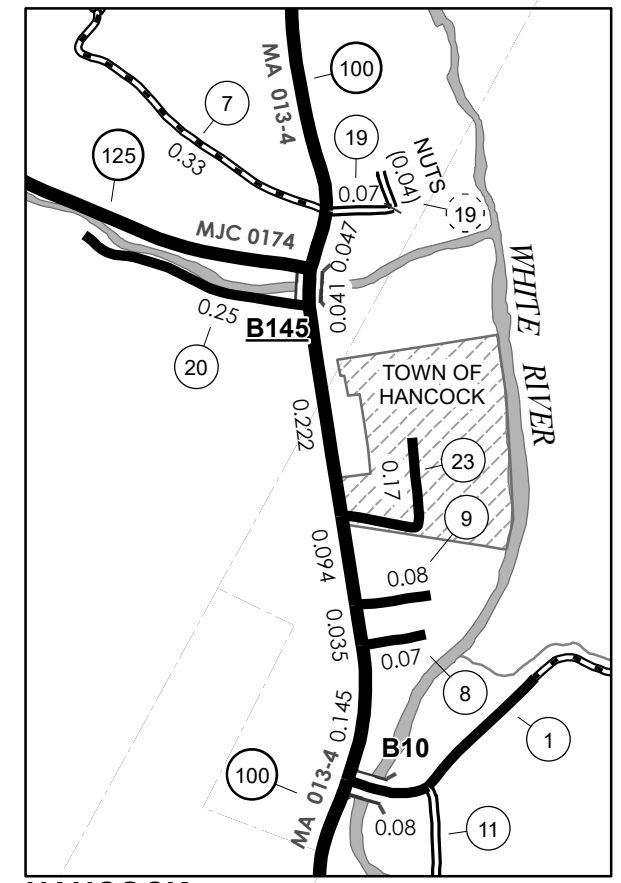 MA 013-4
100
7
0.33
19
NUTS
(0.04)
0.07
19
125
MJC 0174
0.047
0.041
0.25
B145
20
WHITE RIVER
TOWN OF
HANCOCK
0.222
0.17
23
9
0.094
0.08
0.035
0.07
8
0.145
1
B10
100
MA 013-4
0.08
11